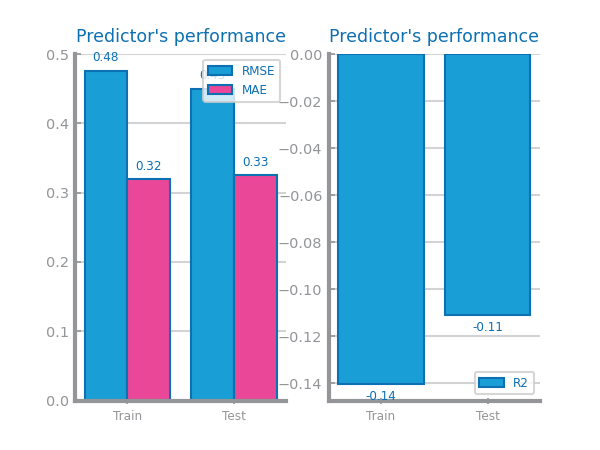 Predictor's performance
0.5
0.4
0.3
0.2
0.1
0.0
0.48
0.32
0.33
RMSE
MAE
Train
Test
Predictor's performance
0.00
−0.02
−0.04
−0.06
−0.08
−0.10
−0.12
−0.14
-0.14
-0.11
R2
Train
Test